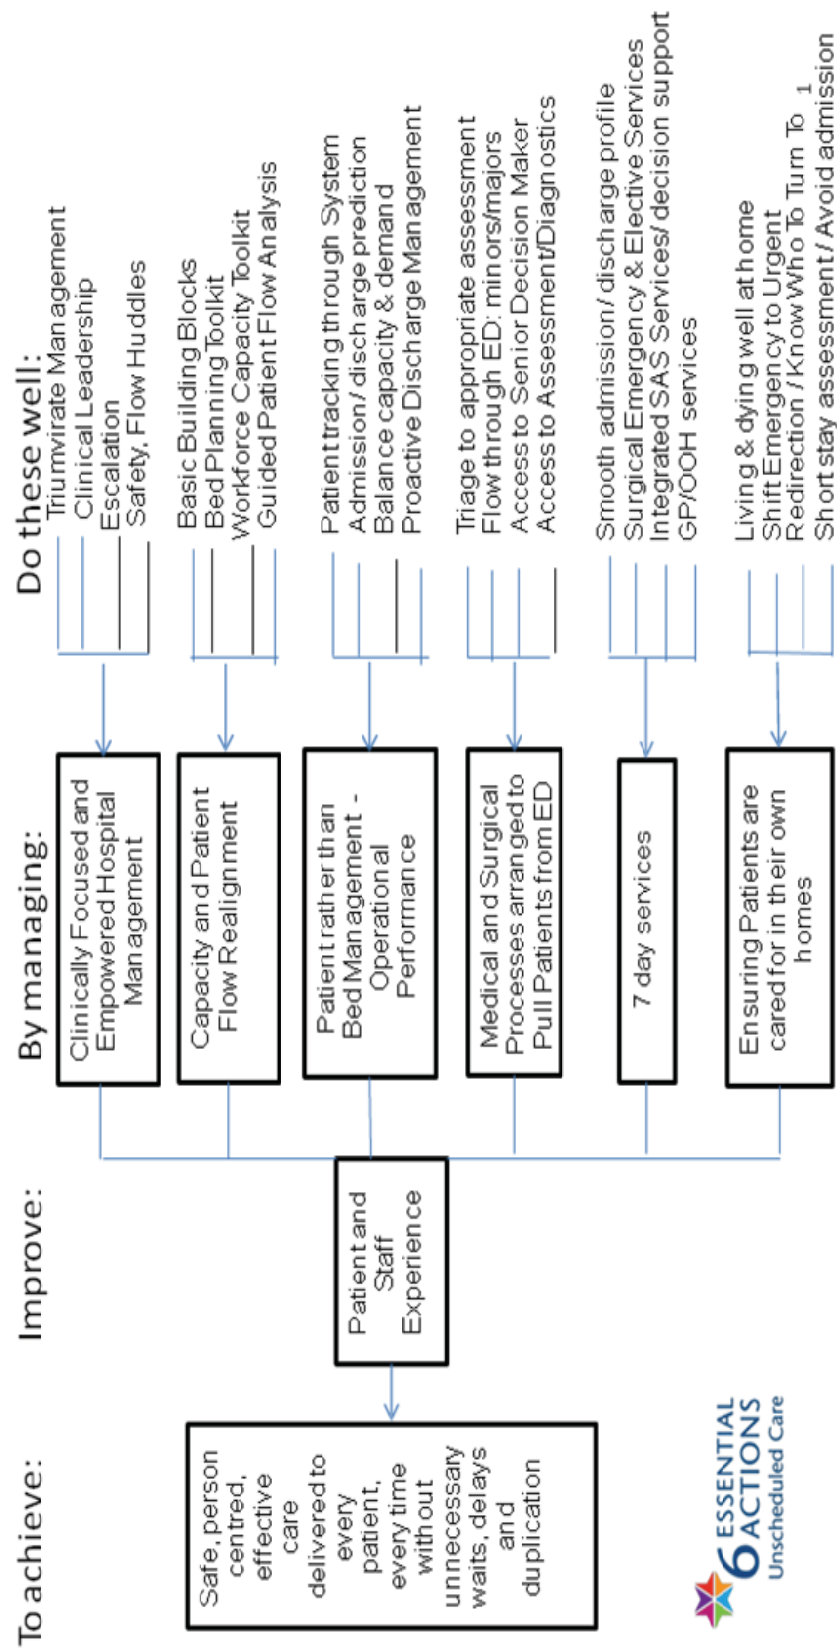 To achieve:
Improve:
By managing:
Do these well:
Safe, person
centred,
effective
care
delivered to
every
patient,
every time
without
unnecessary
waits, delays
and
duplication
Patient and
Staff
Experience
Clinically Focused and
Empowered Hospital
Management
Triumvirate Management
Clinical Leadership
Escalation
Safety, Flow Huddles
Capacity and Patient
Flow Realignment
Basic Building Blocks
Bed Planning Toolkit
Workforce Capacity Toolkit
Guided Patient Flow Analysis
Patient rather than
Bed Management -
Operational
Performance
Patient tracking through System
Admission/ discharge prediction
Balance capacity & demand
Proactive Discharge Management
Medical and Surgical
Processes arranged to
Pull Patients from ED
Triage to appropriate assessment
Flow through ED: minors/majors
Access to Senior Decision Maker
Access to Assessment/Diagnostics
7 day services
Smooth admission/ discharge profile
Surgical Emergency & Elective Services
Integrated SAS Services/ decision support
GP/OOH services
Ensuring Patients are
cared for in their own
homes
Living & dying well at home
Shift Emergency to Urgent
Redirection / Know Who To Turn To
1
Short stay assessment / Avoid admission
6 ESSENTIAL
ACTIONS
Unscheduled Care